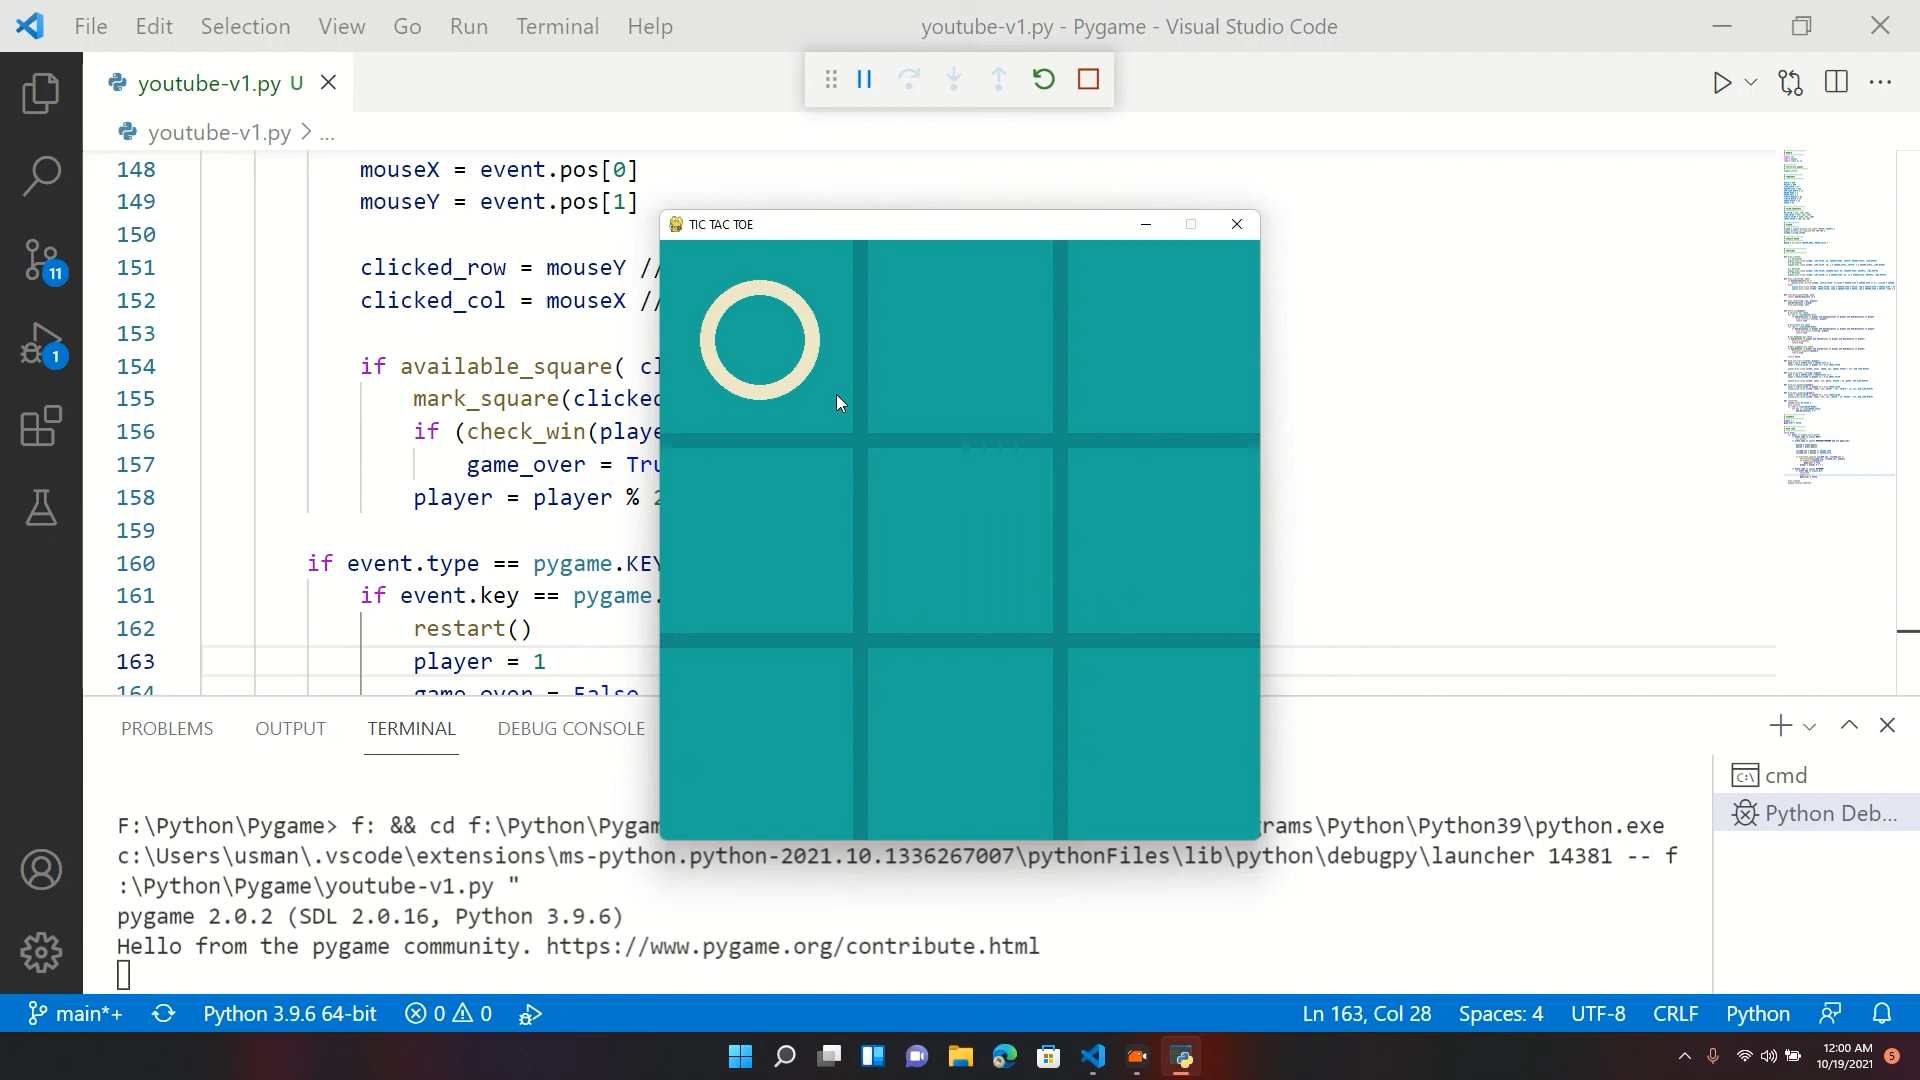 File Edit Selection View Go Run Terminal Help
youtube-v1.py - Pygame - Visual Studio Code
youtube-v1.py U
youtube-v1.py > ...
148 mouseX = event.pos[0]
149 mouseY = event.pos[1]
150
151 clicked_row = mouseY //
152 clicked_col = mouseX //
153
154 if available_square( cl
155 mark_square(clicked
156 if (check_win(playe
157 game_over = Tru
158 player = player % 2
159
160 if event.type == pygame.KEY
161 if event.key == pygame.
162 restart()
163 player = 1
164 game_over = False
TIC TAC TOE
11
1
PROBLEMS OUTPUT TERMINAL DEBUG CONSOLE
cmd
Python Deb...
F:\Python\Pygame> f: && cd f:\Python\Pygam
rams\Python\Python39\python.exe
c:\Users\usman\.vscode\extensions\ms-python.python-2021.10.1336267007\pythonFiles\lib\python\debugpy\launcher 14381 -- f
:\Python\Pygame\youtube-v1.py "
pygame 2.0.2 (SDL 2.0.16, Python 3.9.6)
Hello from the pygame community. https://www.pygame.org/contribute.html
main*+ Python 3.9.6 64-bit 0 0
Ln 163, Col 28 Spaces: 4 UTF-8 CRLF Python
12:00 AM
10/19/2021
5